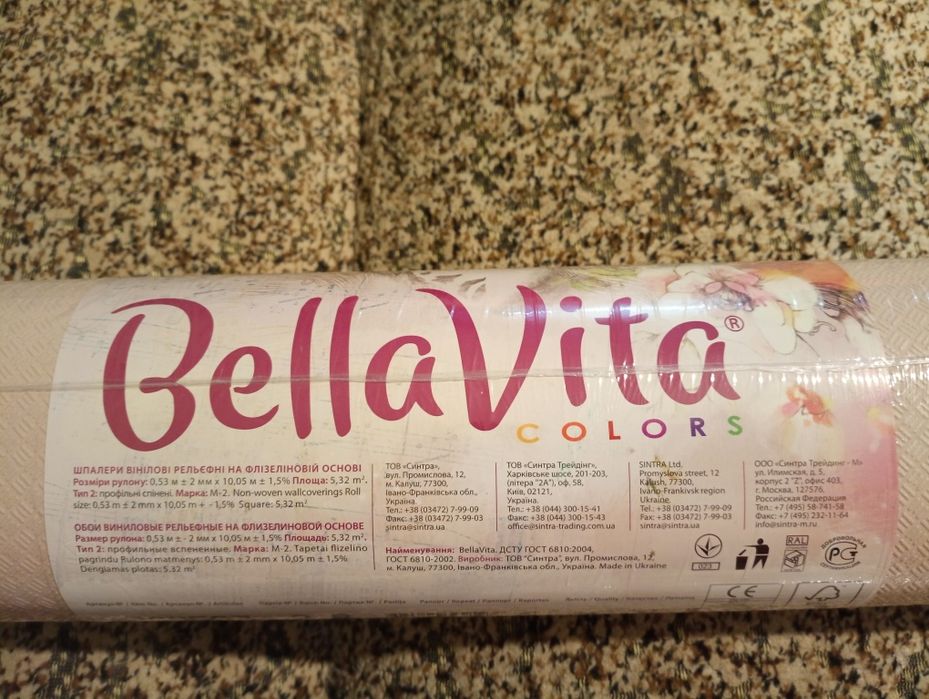 BellaVita®
COLORS
ШПАЛЕРИ ВІНІЛОВІ РЕЛЬЄФНІ НА ФЛІЗЕЛІНОВІЙ ОСНОВІ
Розміри рулону: 0,53 м ± 2 мм x 10,05 м ± 1,5% Площа: 5,32 м².
Тип 2: профільні спінені. Марка: М-2. Non-woven wallcoverings Roll
size: 0,53 m ± 2 mm x 10,05 m + - 1,5% Square: 5,32 m²
ОБОИ ВИНИЛОВЫЕ РЕЛЬЕФНЫЕ НА ФЛИЗЕЛИНОВОЙ ОСНОВЕ
Размер рулона: 0,53 м ± - 2 мм x 10,05 м ± 1,5% Площадь: 5,32 м².
Тип 2: профильные вспененные. Марка: М-2. Tapetai flizelino
pagrindu Rulono matmenys: 0,53 m ± 2 mm x 10,05 m ± 1,5%
Dengiamas plotas: 5,32 m²
ТОВ "Синтра",
вул. Промислова, 12,
м. Калуш, 77300,
Івано-Франківська обл.,
Україна.
Тел.: +38 (03472) 7-99-09
Факс: +38 (03472) 7-99-03
sintra@sintra.ua
ТОВ "Синтра Трейдінг",
Харківське шосе, 201-203,
(літера "2А"), оф. 58,
Київ, 02121,
Україна.
Тел.: +38 (044) 300-15-41
Факс: +38 (044) 300-15-43
office@sintra-trading.com.ua
SINTRA Ltd.
Promyslova street, 12
Kalush, 77300,
Ivano-Frankivsk region
Ukraine.
Tel.: +38 (03472) 7-99-09
Fax: +38 (03472) 7-99-03
sintra@sintra.ua
ООО «Синтра Трейдинг - М»
ул. Илимская, д. 5,
корпус 2 "Z", офис 403,
г. Москва, 127576,
Российская Федерация
Тел.: +7 (495) 58-741-58
Факс: +7 (495) 232-11-64
info@sintra-m.ru
Найменування: BellaVita. ДСТУ ГОСТ 6810:2004,
ГОСТ 6810-2002. Виробник: ТОВ "Синтра", вул. Промислова, 12,
м. Калуш, 77300, Івано-Франківська обл., Україна. Made in Ukraine
023
RAL
ДОБРОВОЛЬНАЯ
РСТ
CE
FSC